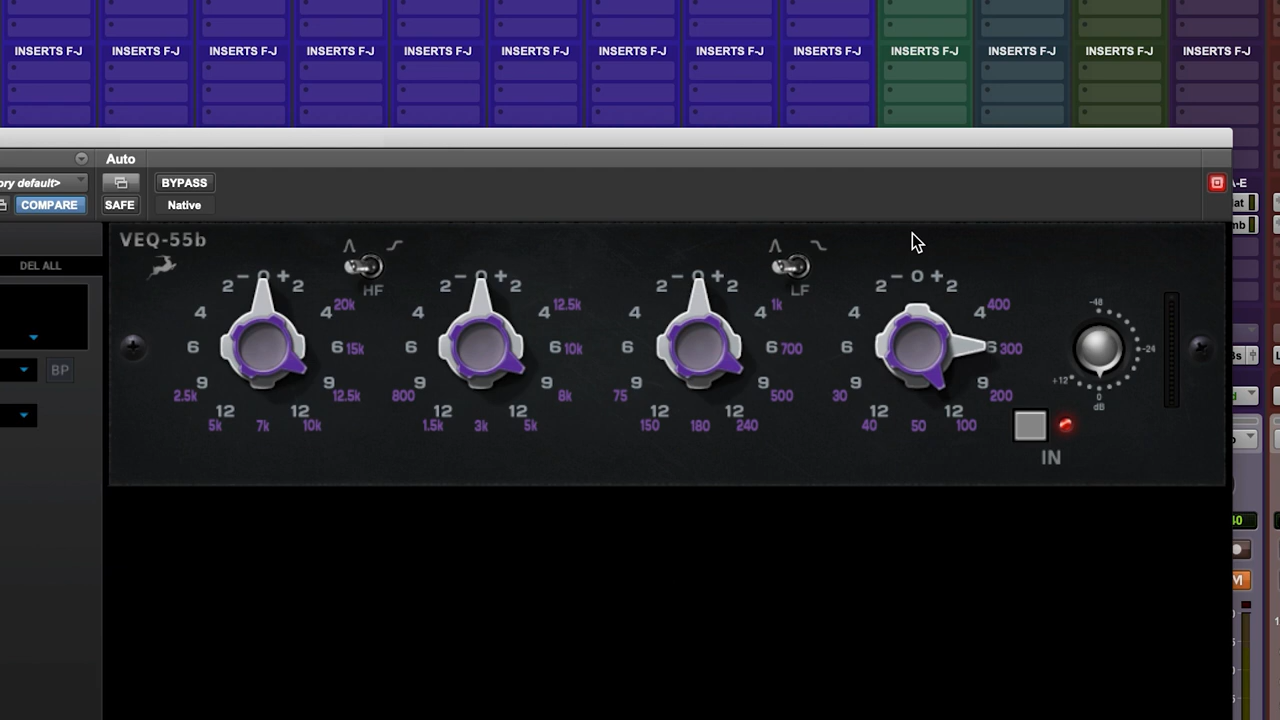 INSERTS F-J INSERTS F-J INSERTS F-J INSERTS F-J INSERTS F-J INSERTS F-J INSERTS F-J INSERTS F-J INSERTS F-J INSERTS F-J INSERTS F-J INSERTS F-J INSERTS F-J
Auto
ory default> BYPASS
COMPARE SAFE Native
DEL ALL
BP
VEQ-55b
HF
LF
− 0 +
2 2
4 4 20k
6 6 15k
9 9
2.5k 12.5k
12 12
5k 7k 10k
− 0 +
2 2
4 4 12.5k
6 6 10k
9 9
800 8k
12 12
1.5k 3k 5k
− 0 +
2 2
4 4 1k
6 6 700
9 9
75 500
12 12
150 180 240
− 0 +
2 2
4 4 400
6 6 300
9 9
30 200
12 12
40 50 100
-48
-24
+12
0
dB
IN
A-E
at
mb
40
M